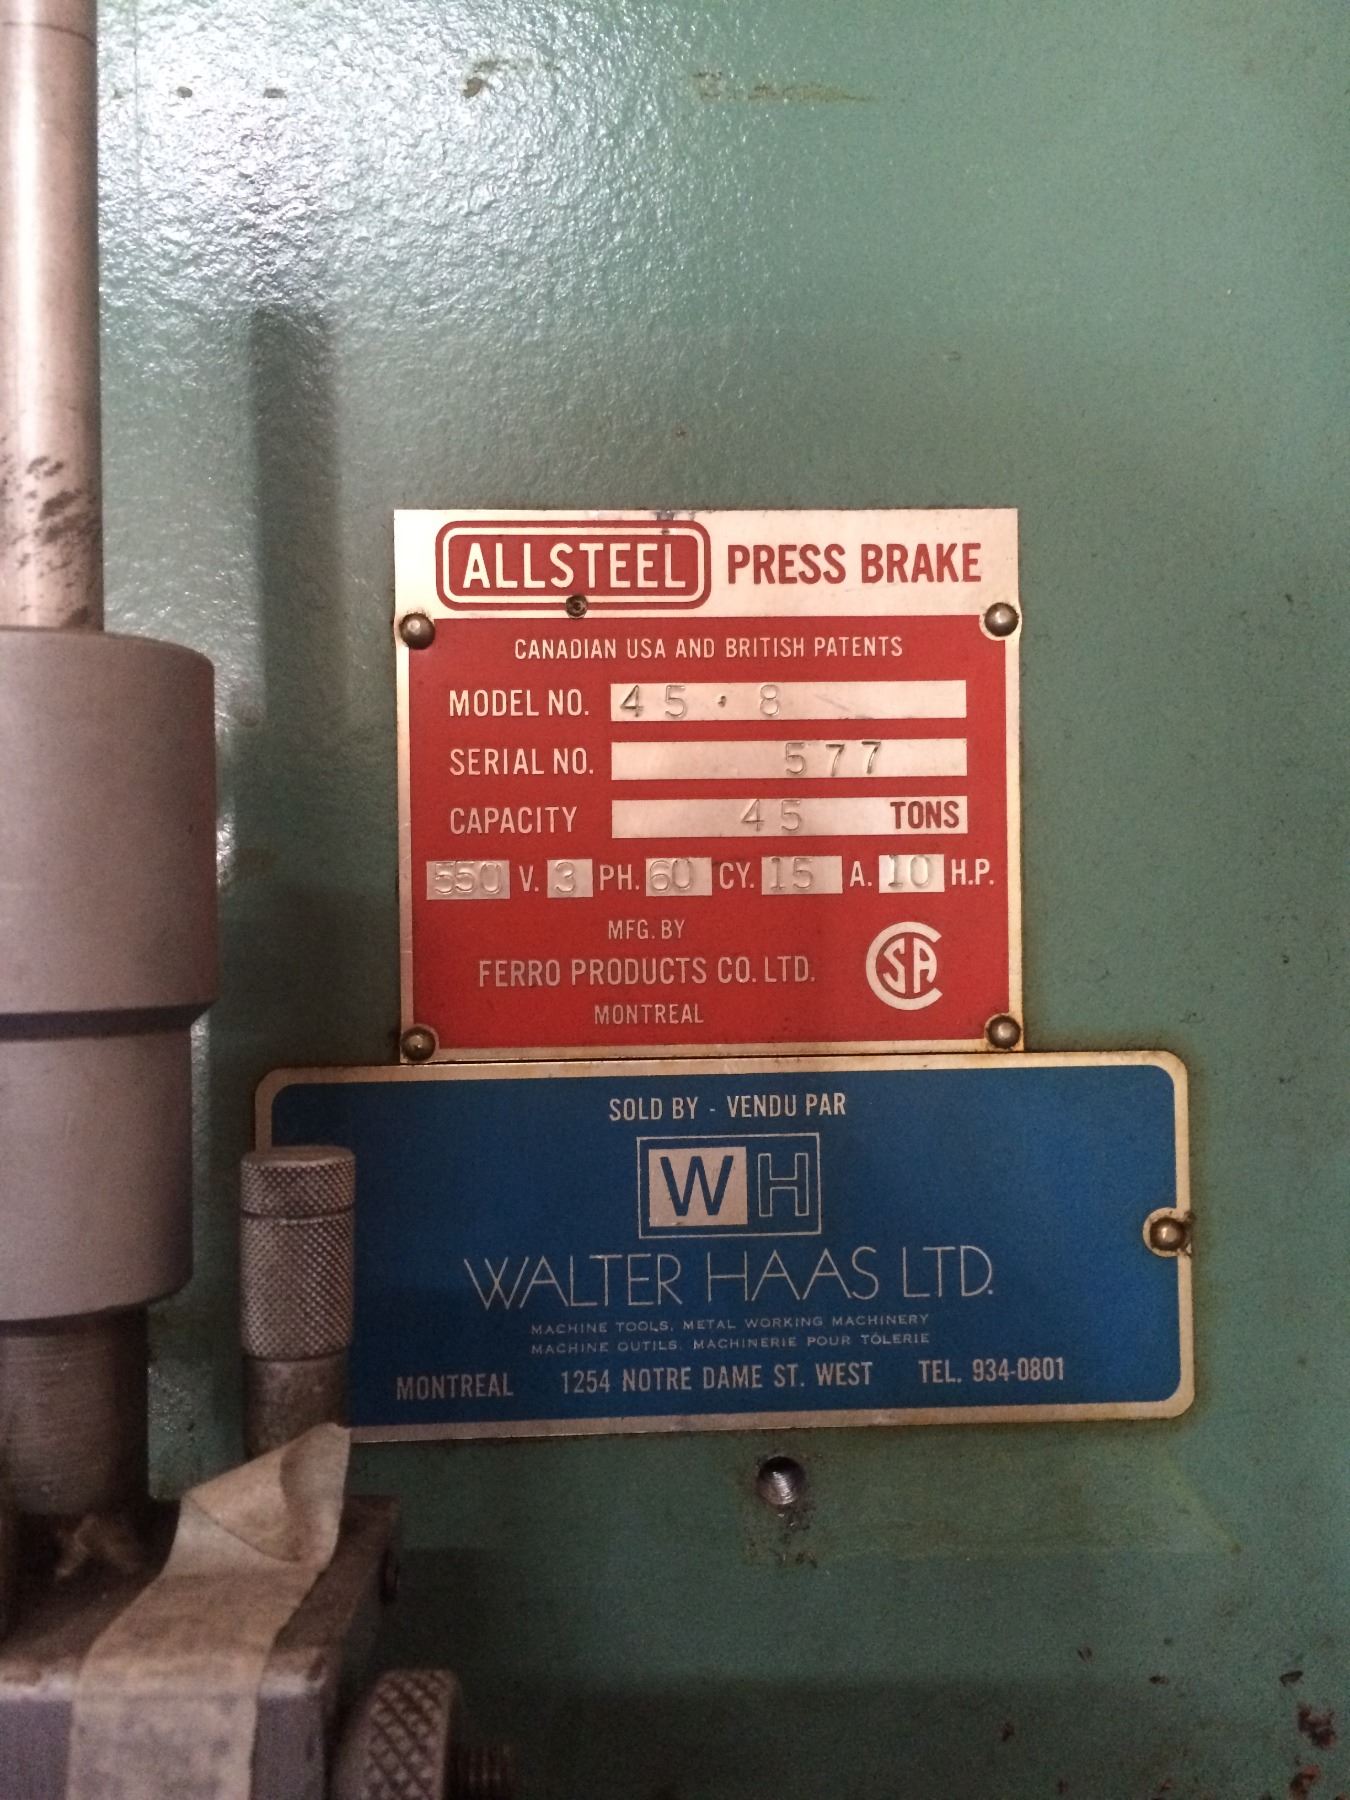 ALLSTEEL PRESS BRAKE
CANADIAN USA AND BRITISH PATENTS
MODEL NO. 45·8
SERIAL NO. 577
CAPACITY 45 TONS
550 V. 3 PH. 60 CY. 15 A. 10 H.P.
MFG. BY
FERRO PRODUCTS CO. LTD.
CSA
MONTREAL
SOLD BY - VENDU PAR
WH
WALTER HAAS LTD.
MACHINE TOOLS, METAL WORKING MACHINERY
MACHINE OUTILS, MACHINERIE POUR TÔLERIE
MONTREAL 1254 NOTRE DAME ST. WEST TEL. 934-0801